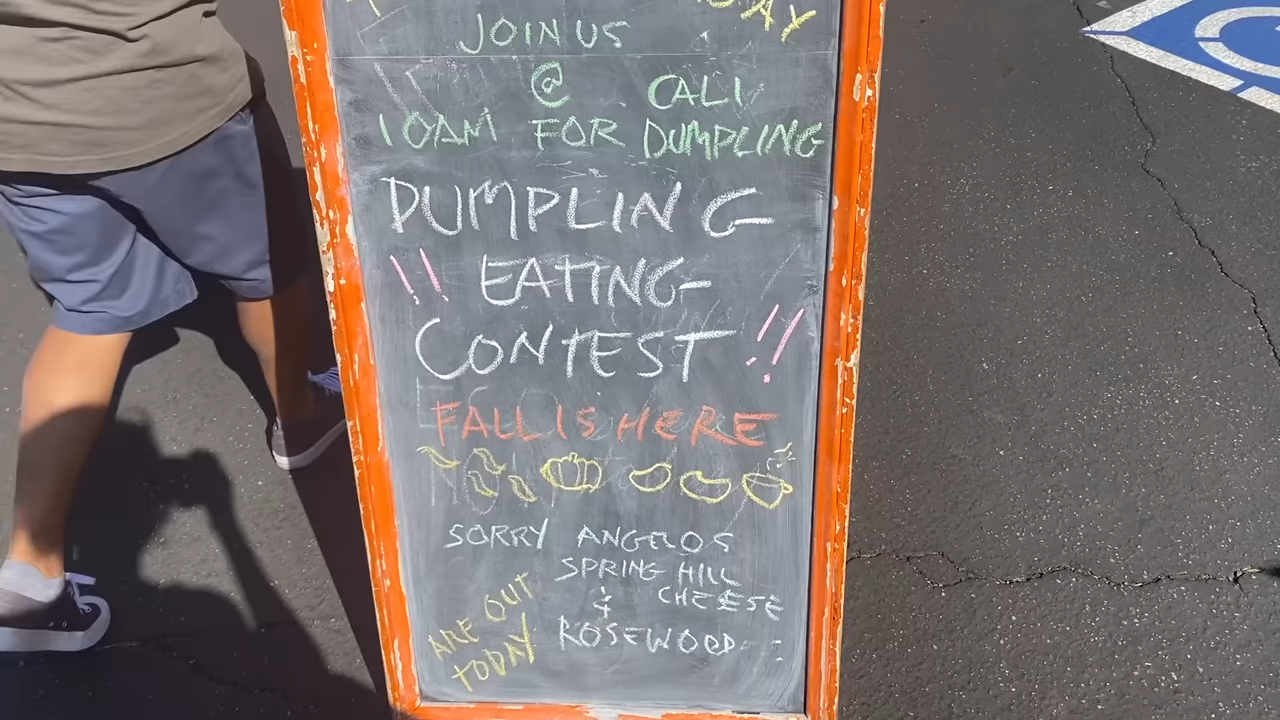 JOIN US
@ CALI
10AM FOR DUMPLING
DUMPLING
!! EATING
CONTEST !!
FALL IS HERE
SORRY ANGELOS
SPRING HILL
CHEESE
&
ROSEWOOD
ARE OUT
TODAY